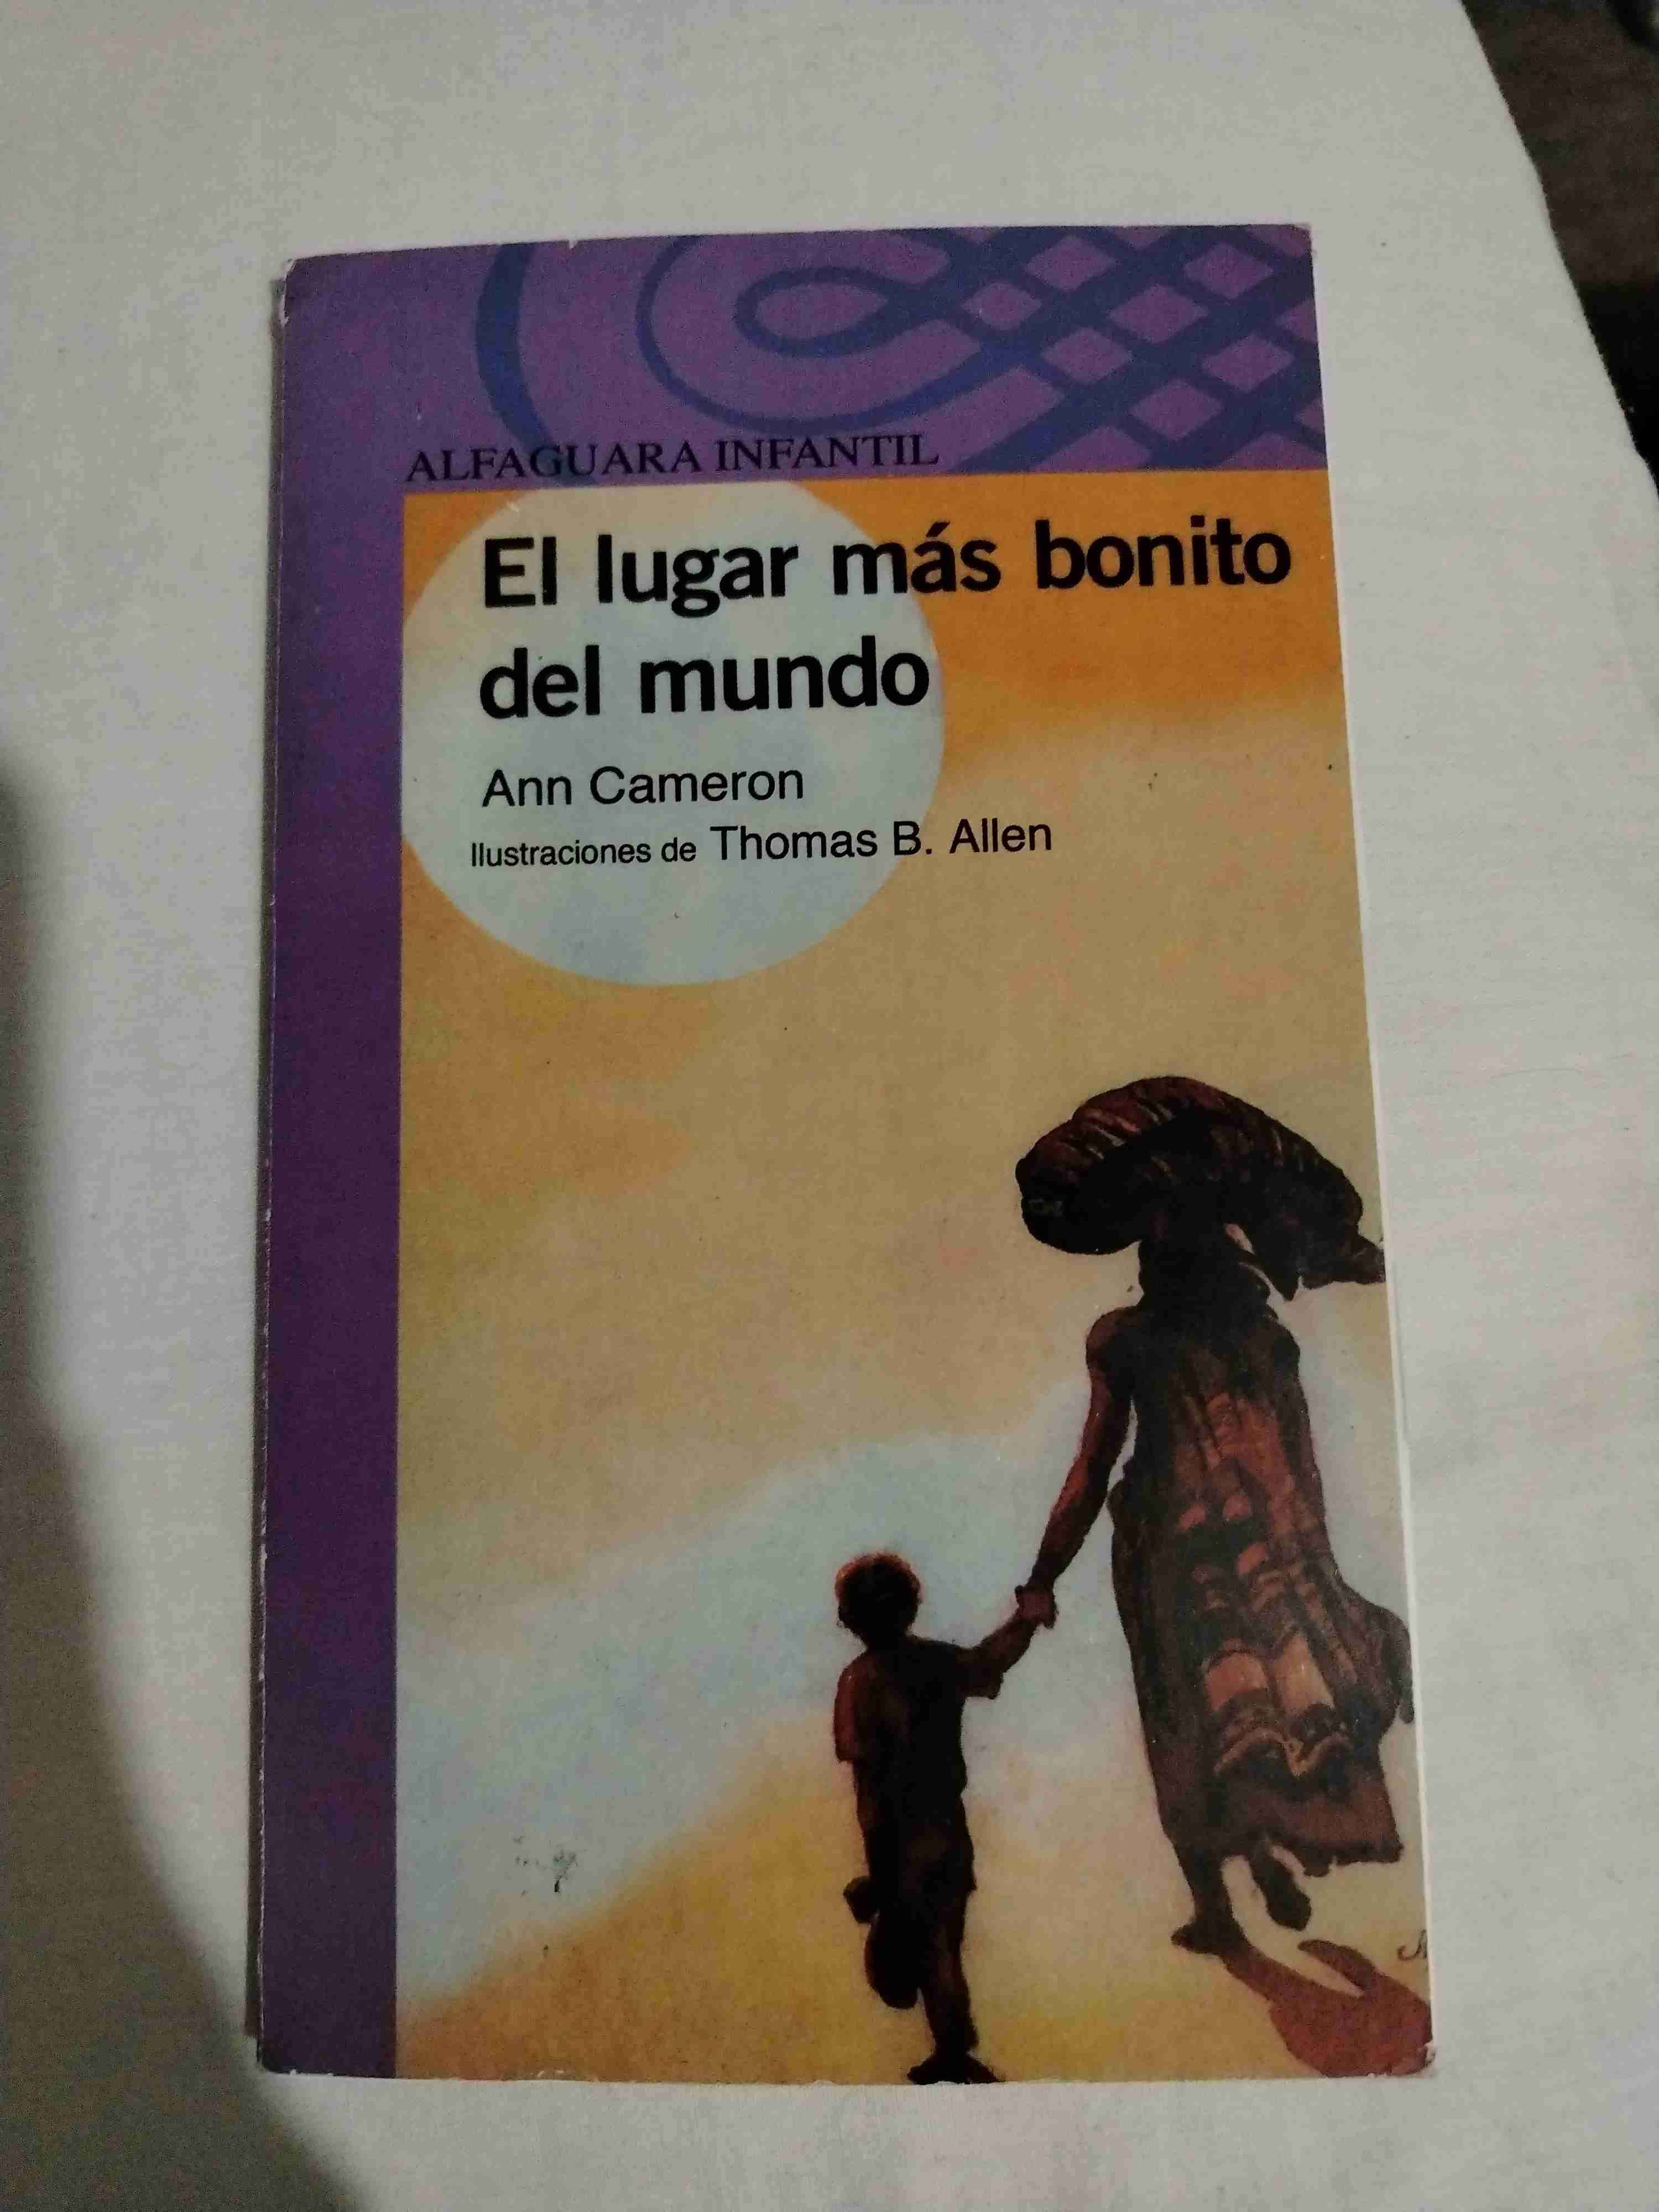 ALFAGUARA INFANTIL
El lugar más bonito
del mundo
Ann Cameron
Ilustraciones de Thomas B. Allen